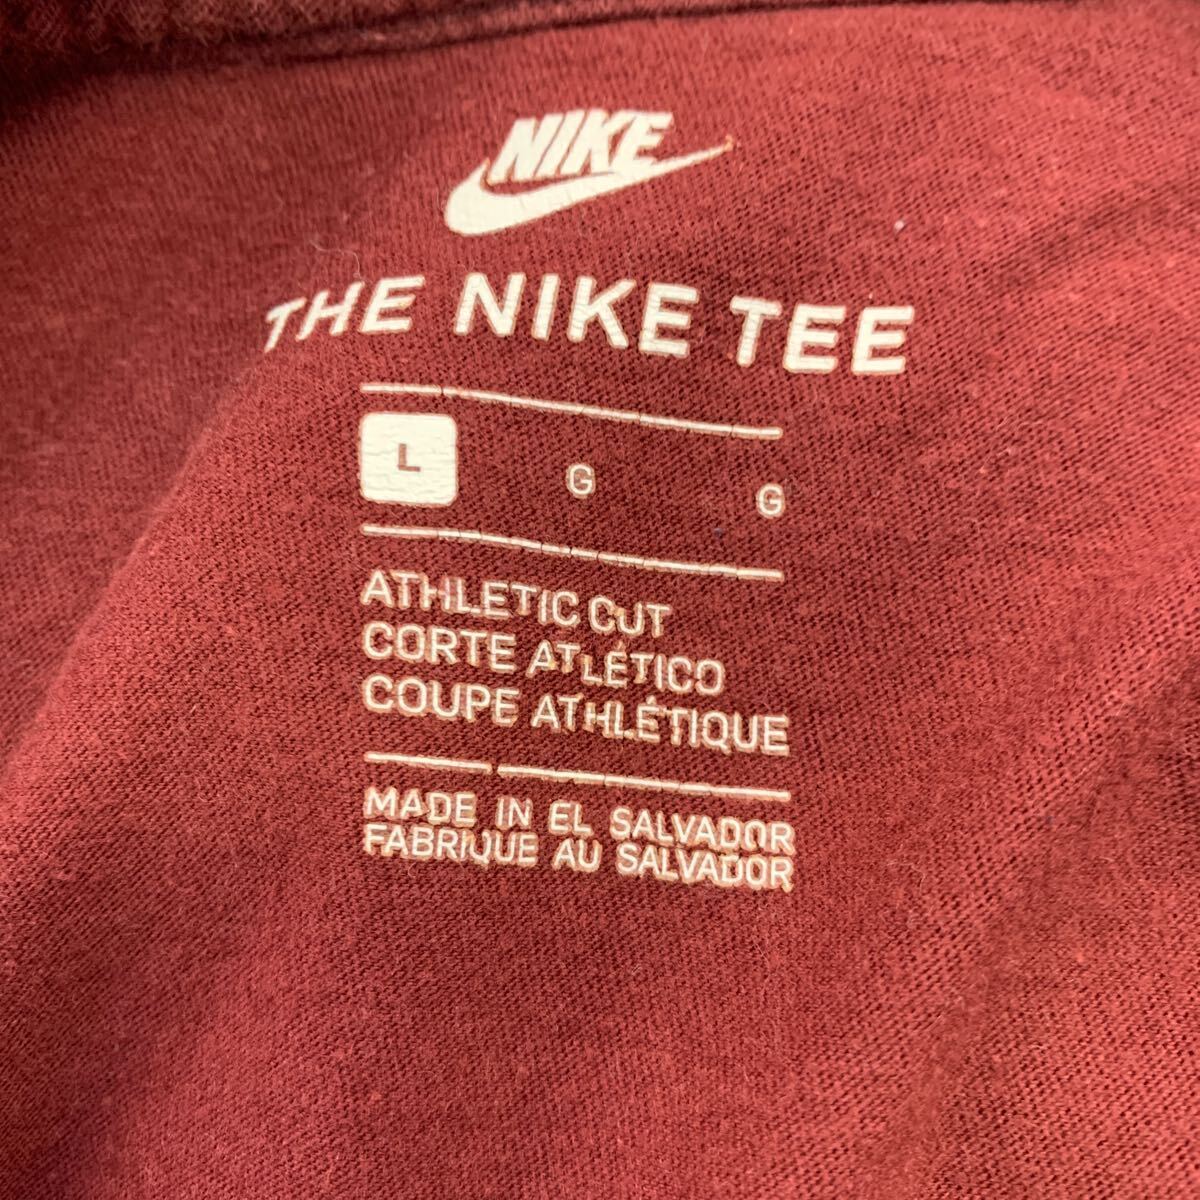 NIKE
THE NIKE TEE
L G G
ATHLETIC CUT
CORTE ATLÉTICO
COUPE ATHLÉTIQUE
MADE IN EL SALVADOR
FABRIQUE AU SALVADOR